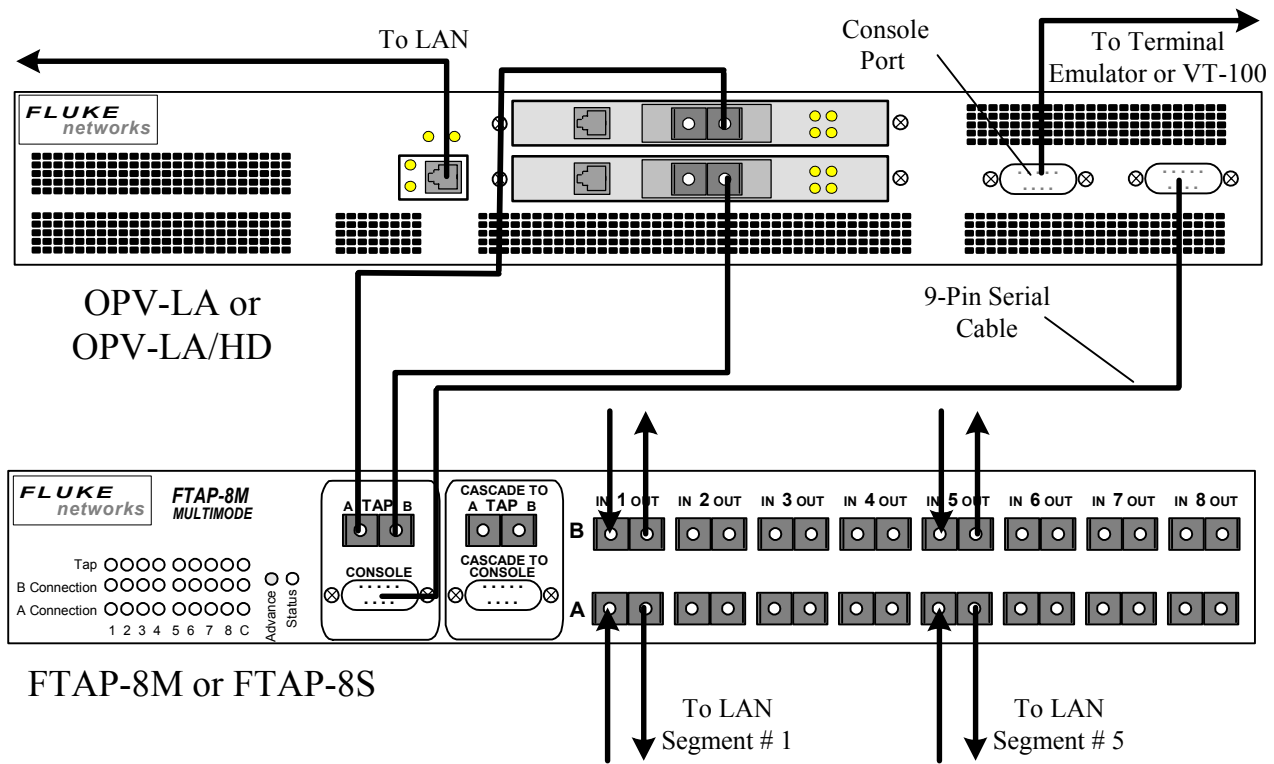 To LAN
Console
Port
To Terminal
Emulator or VT-100
FLUKE
networks
OPV-LA or
OPV-LA/HD
9-Pin Serial
Cable
FLUKE
networks
FTAP-8M
MULTIMODE
A TAP B
CONSOLE
CASCADE TO
A TAP B
CASCADE TO
CONSOLE
Tap
B Connection
A Connection
1 2 3 4 5 6 7 8 C
Advance
Status
IN 1 OUT IN 2 OUT IN 3 OUT IN 4 OUT IN 5 OUT IN 6 OUT IN 7 OUT IN 8 OUT
B
A
FTAP-8M or FTAP-8S
To LAN
Segment # 1
To LAN
Segment # 5